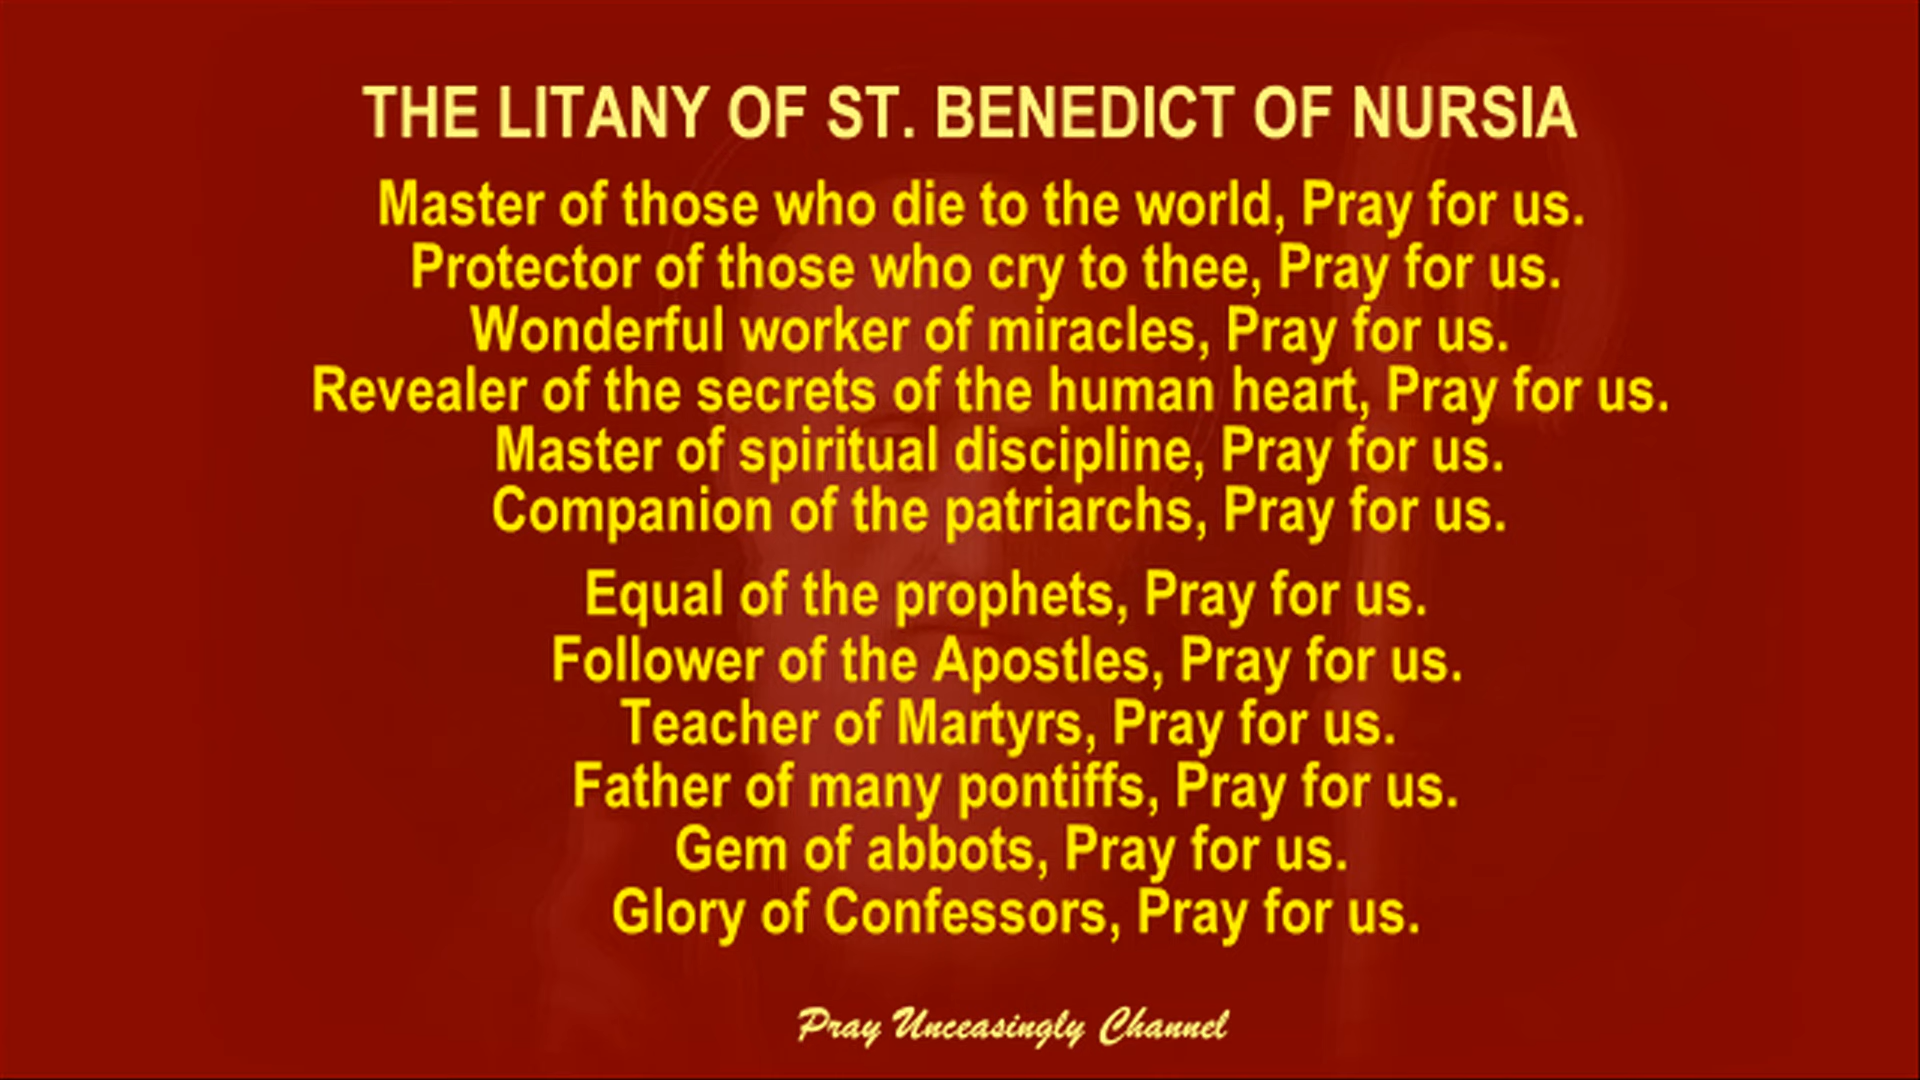 THE LITANY OF ST. BENEDICT OF NURSIA
Master of those who die to the world, Pray for us.
Protector of those who cry to thee, Pray for us.
Wonderful worker of miracles, Pray for us.
Revealer of the secrets of the human heart, Pray for us.
Master of spiritual discipline, Pray for us.
Companion of the patriarchs, Pray for us.
Equal of the prophets, Pray for us.
Follower of the Apostles, Pray for us.
Teacher of Martyrs, Pray for us.
Father of many pontiffs, Pray for us.
Gem of abbots, Pray for us.
Glory of Confessors, Pray for us.
Pray Unceasingly Channel